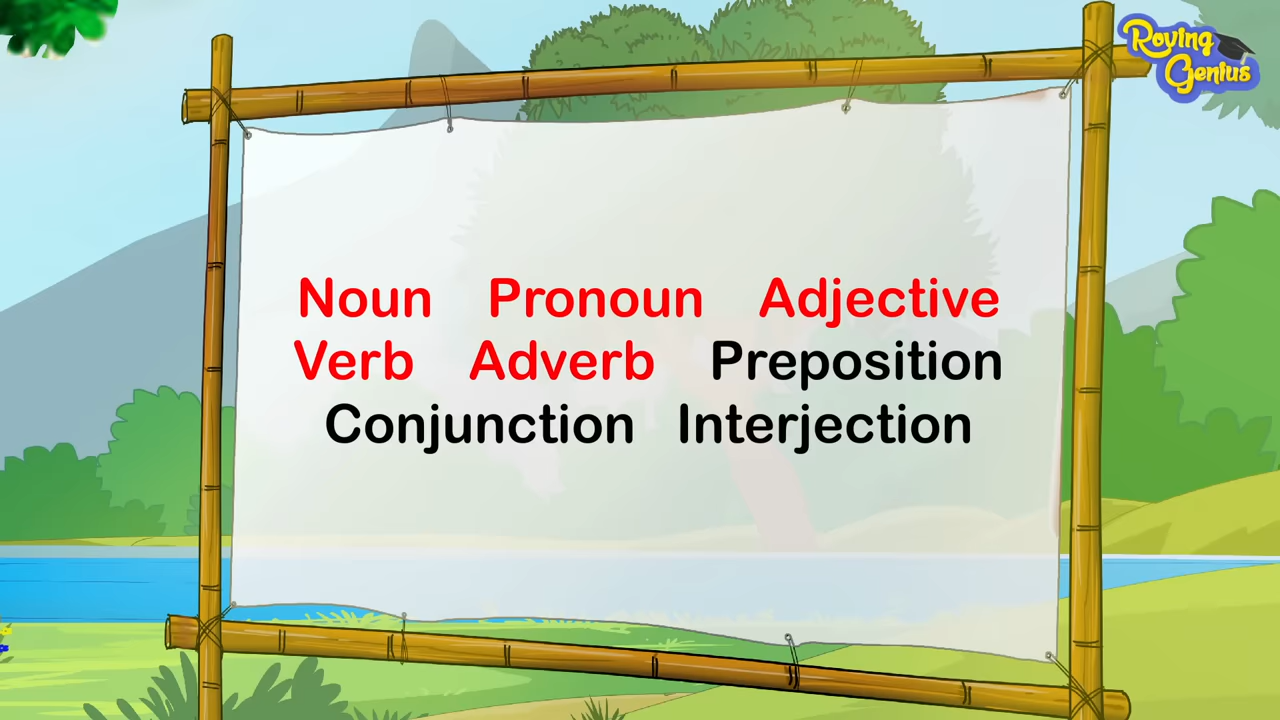 Roving
Genius
Noun Pronoun Adjective
Verb Adverb Preposition
Conjunction Interjection